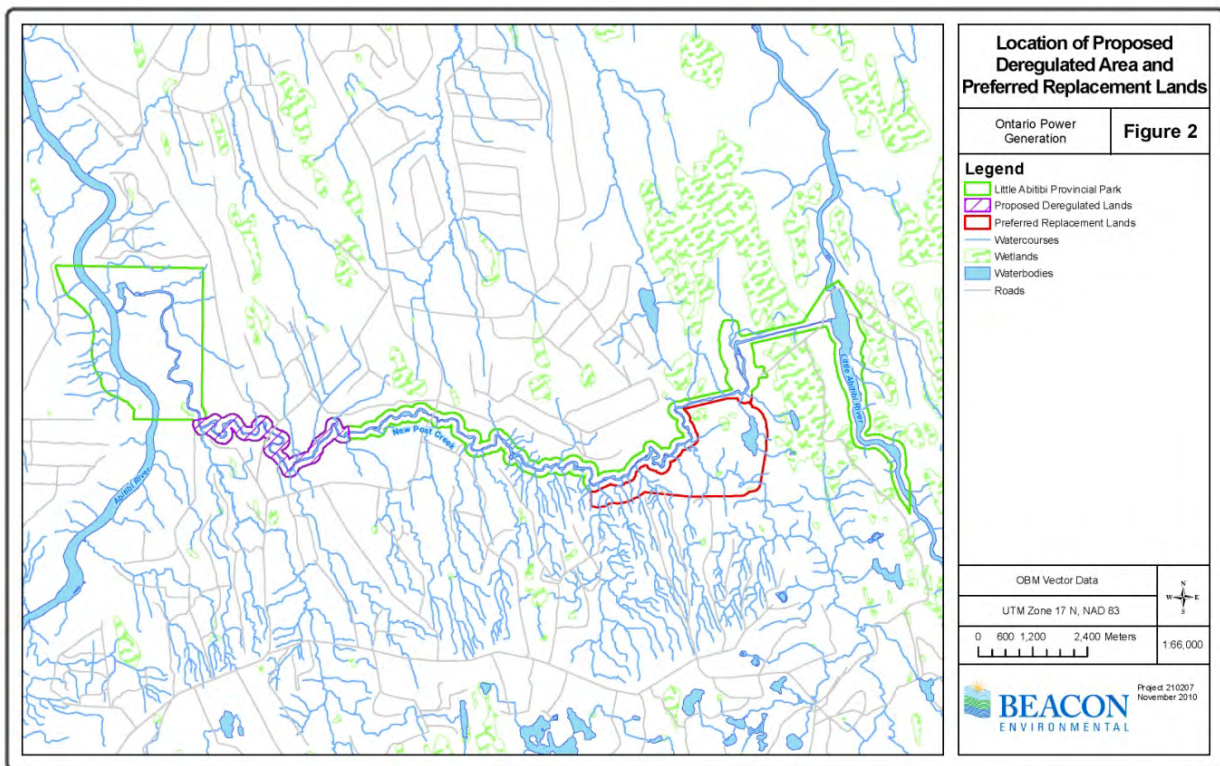 Location of Proposed
Deregulated Area and
Preferred Replacement Lands
Ontario Power
Generation
Figure 2
Legend
Little Abitibi Provincial Park
Proposed Deregulated Lands
Preferred Replacement Lands
Watercourses
Wetlands
Waterbodies
Roads
Abitibi River
New Post Creek
Little Abitibi River
OBM Vector Data
UTM Zone 17 N, NAD 83
N
W E
S
0 600 1,200 2,400 Meters
1:66,000
BEACON
ENVIRONMENTAL
Project 210207
November 2010